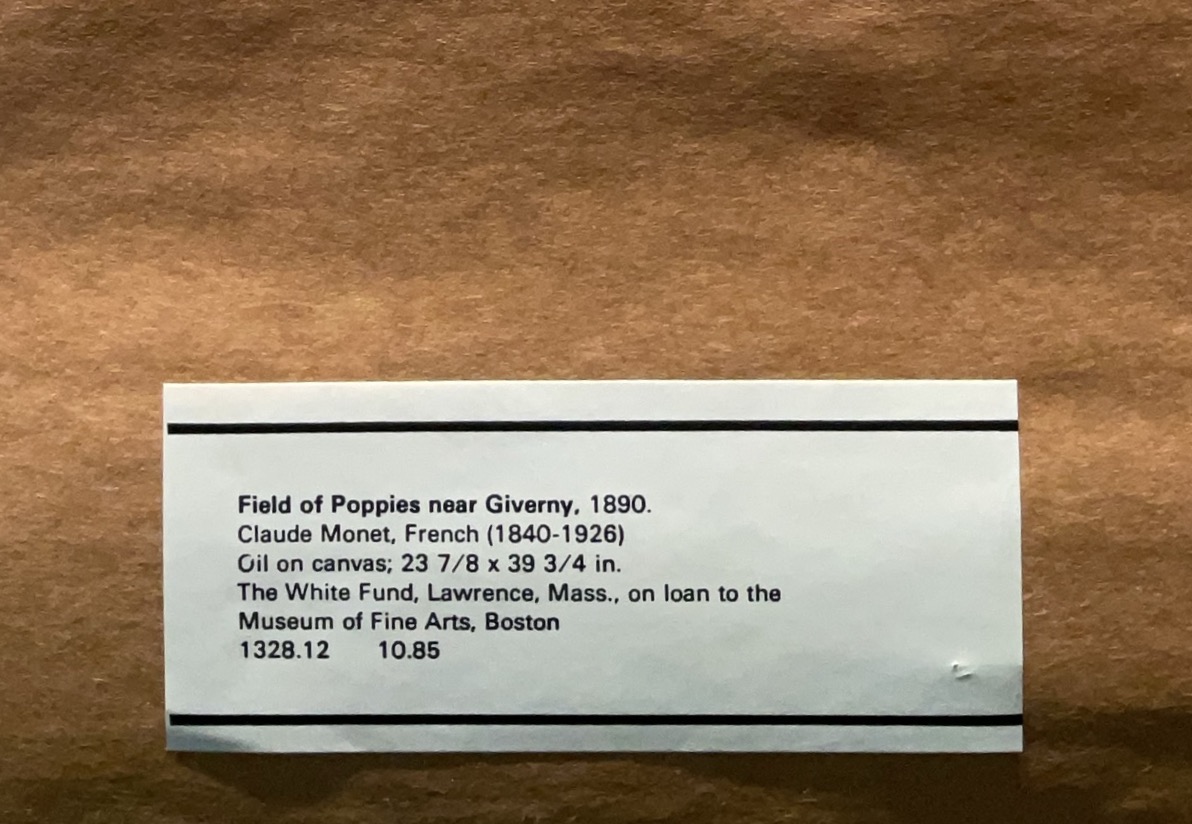 Field of Poppies near Giverny, 1890.
Claude Monet, French (1840-1926)
Oil on canvas; 23 7/8 x 39 3/4 in.
The White Fund, Lawrence, Mass., on loan to the
Museum of Fine Arts, Boston
1328.12 10.85